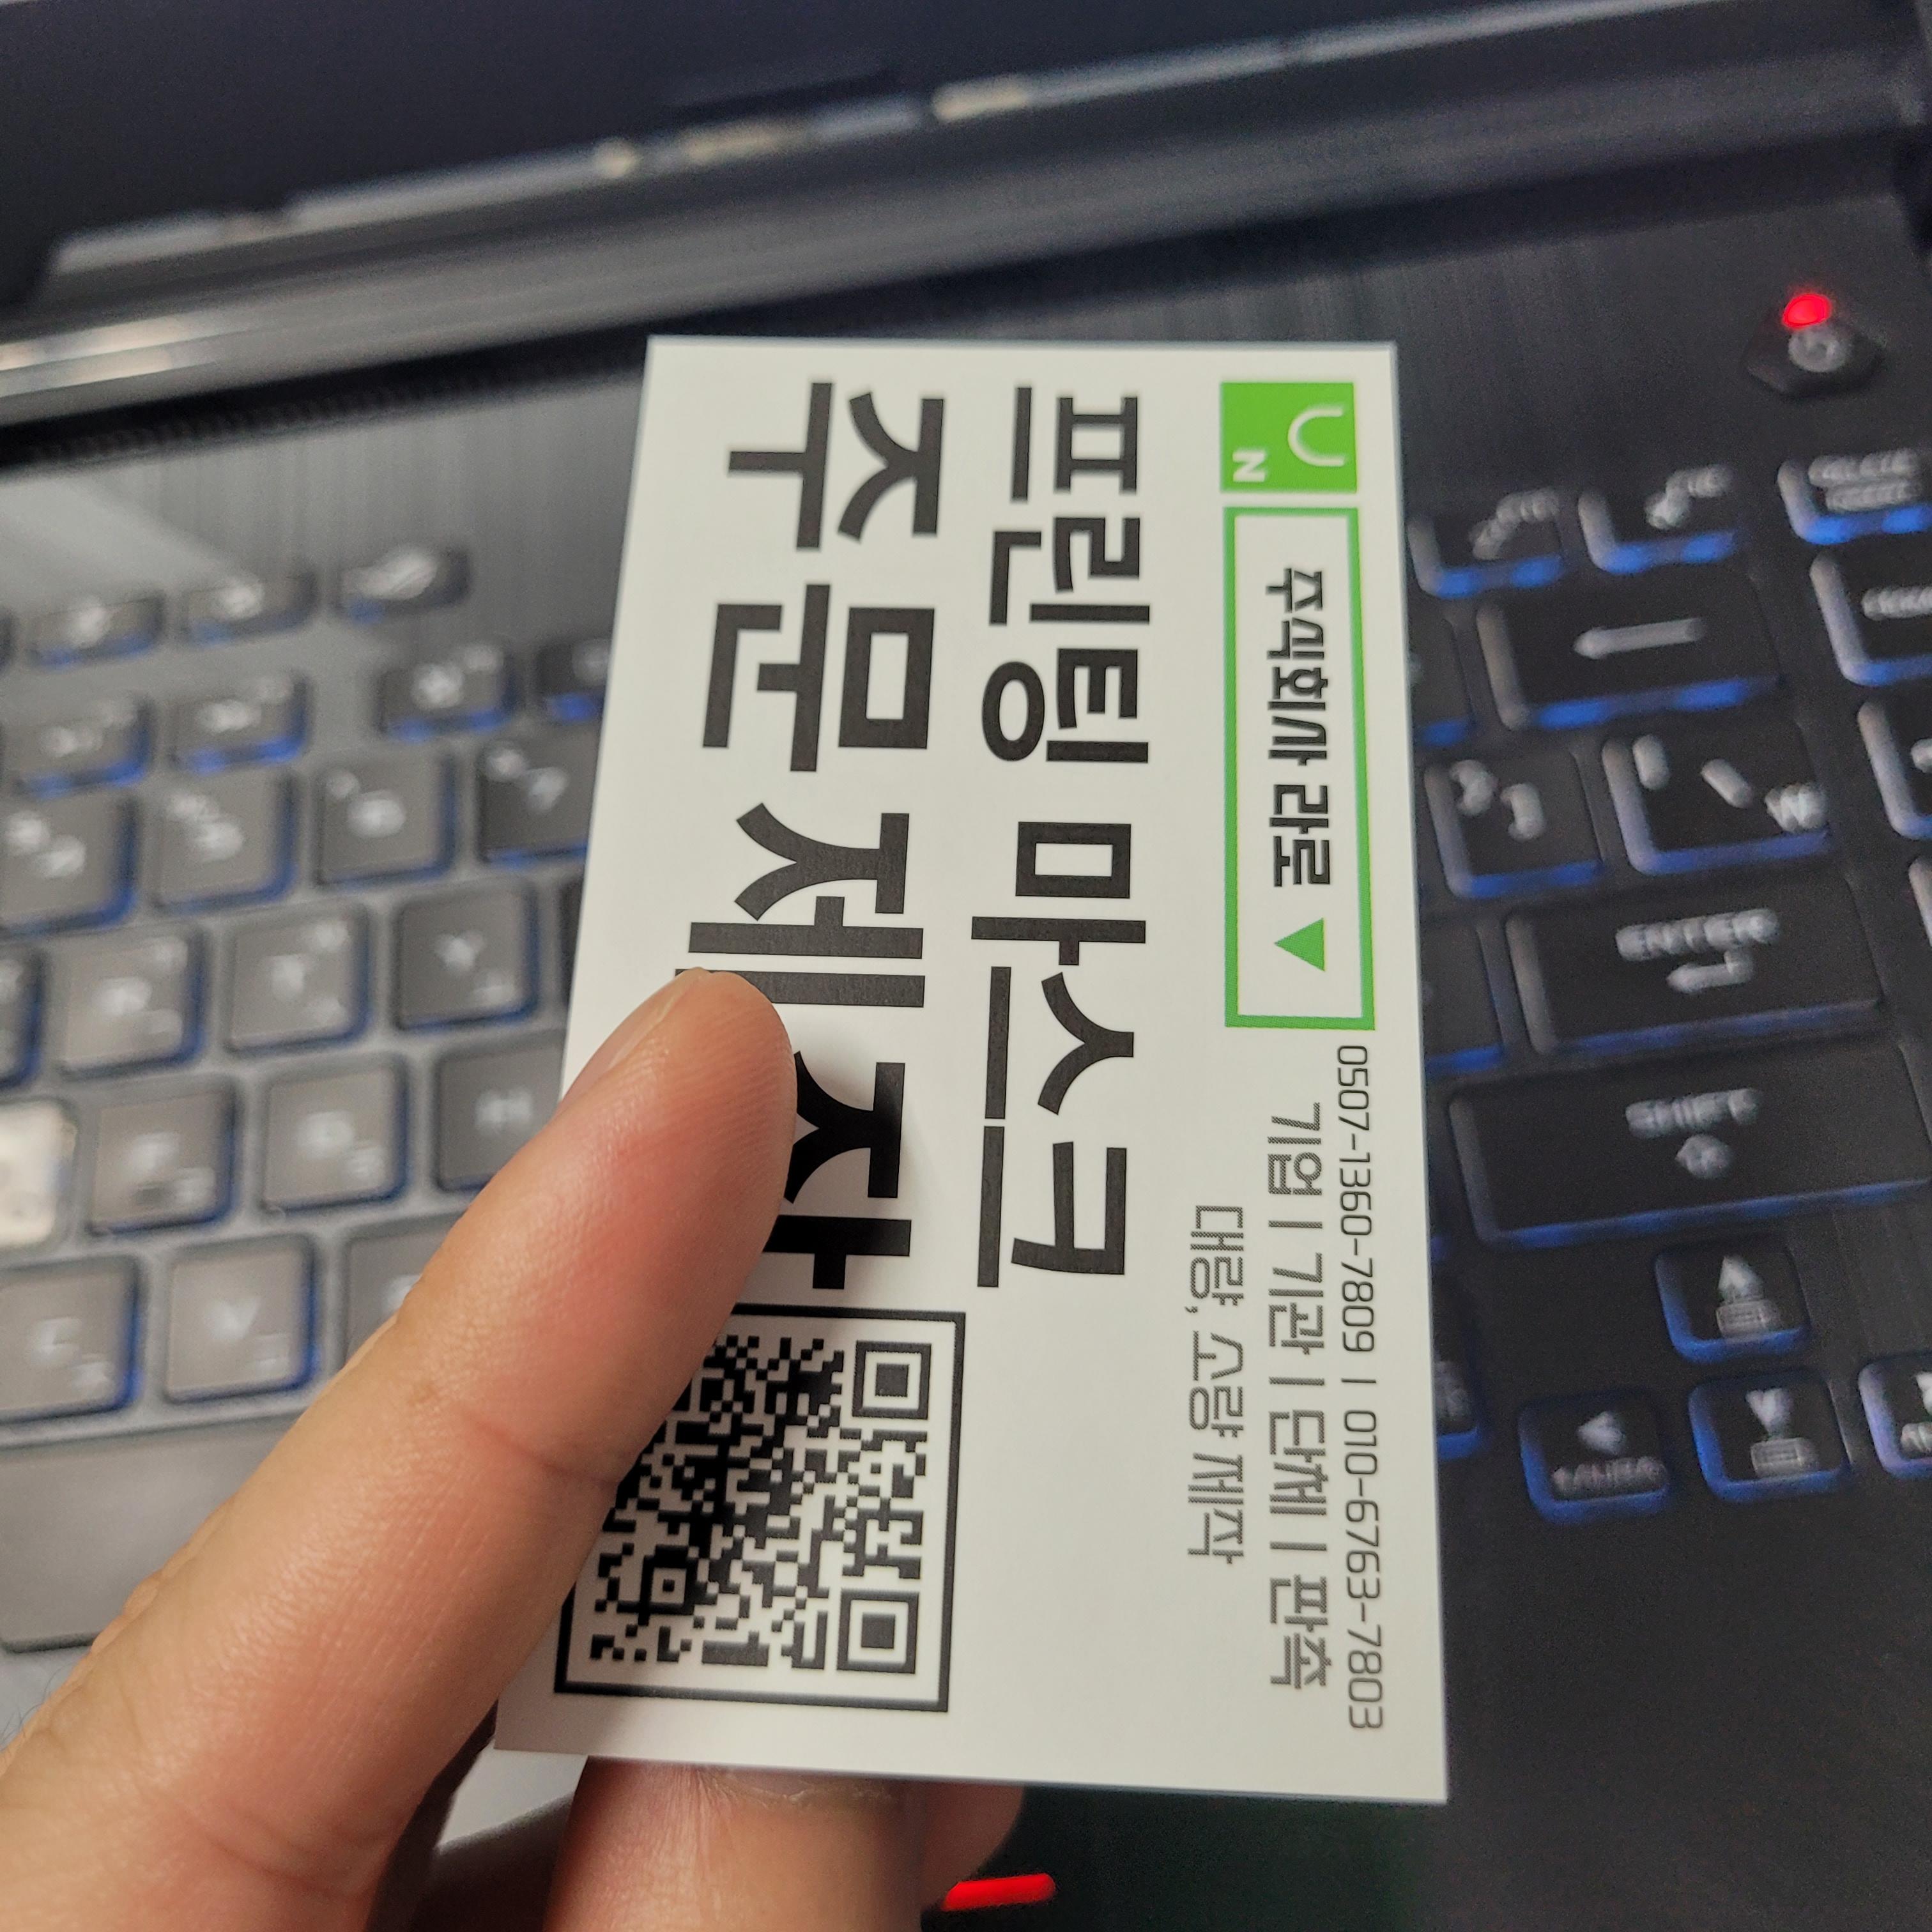 N
주식회사 라로 ▼
0507-1360-7809 | 010-6763-7803
기업 | 기관 | 단체 | 판촉
대량, 소량 제작
프린팅 마스크
주문 제작
ENTER
SHIFT